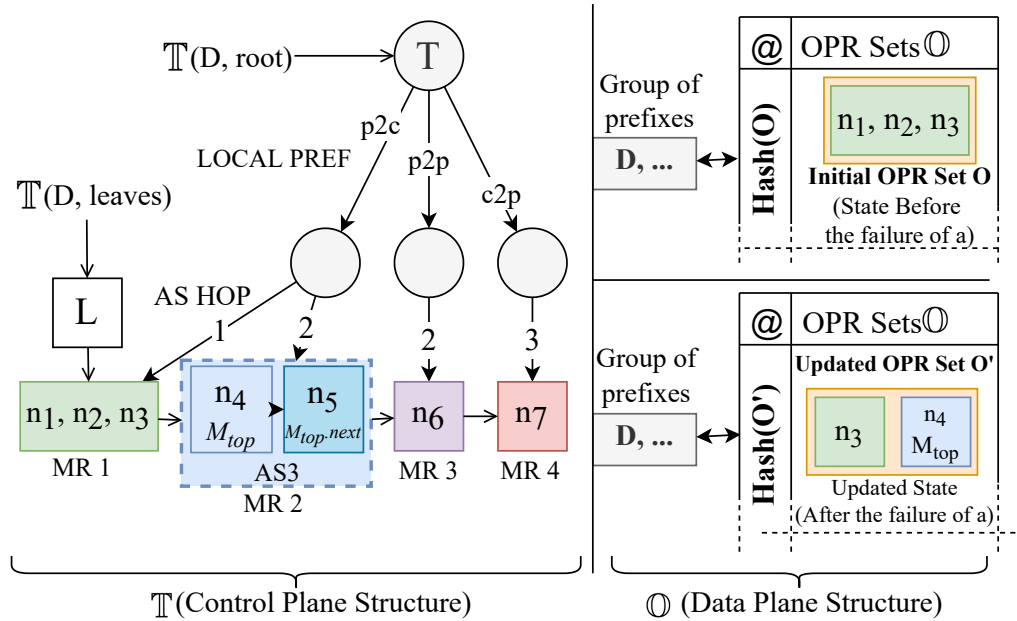 𝕋(D, root)
T
p2c
p2p
c2p
LOCAL PREF
𝕋(D, leaves)
L
AS HOP
1
2
2
3
n₁, n₂, n₃
MR 1
n₄
M_top
n₅
M_top.next
AS3
MR 2
n₆
MR 3
n₇
MR 4
𝕋(Control Plane Structure)
Group of
prefixes
D, ...
@
OPR Sets 𝕆
Hash(O)
n₁, n₂, n₃
Initial OPR Set O
(State Before
the failure of a)
Group of
prefixes
D, ...
@
OPR Sets 𝕆
Hash(O')
Updated OPR Set O'
n₃
n₄
M_top
Updated State
(After the failure of a)
𝕆 (Data Plane Structure)